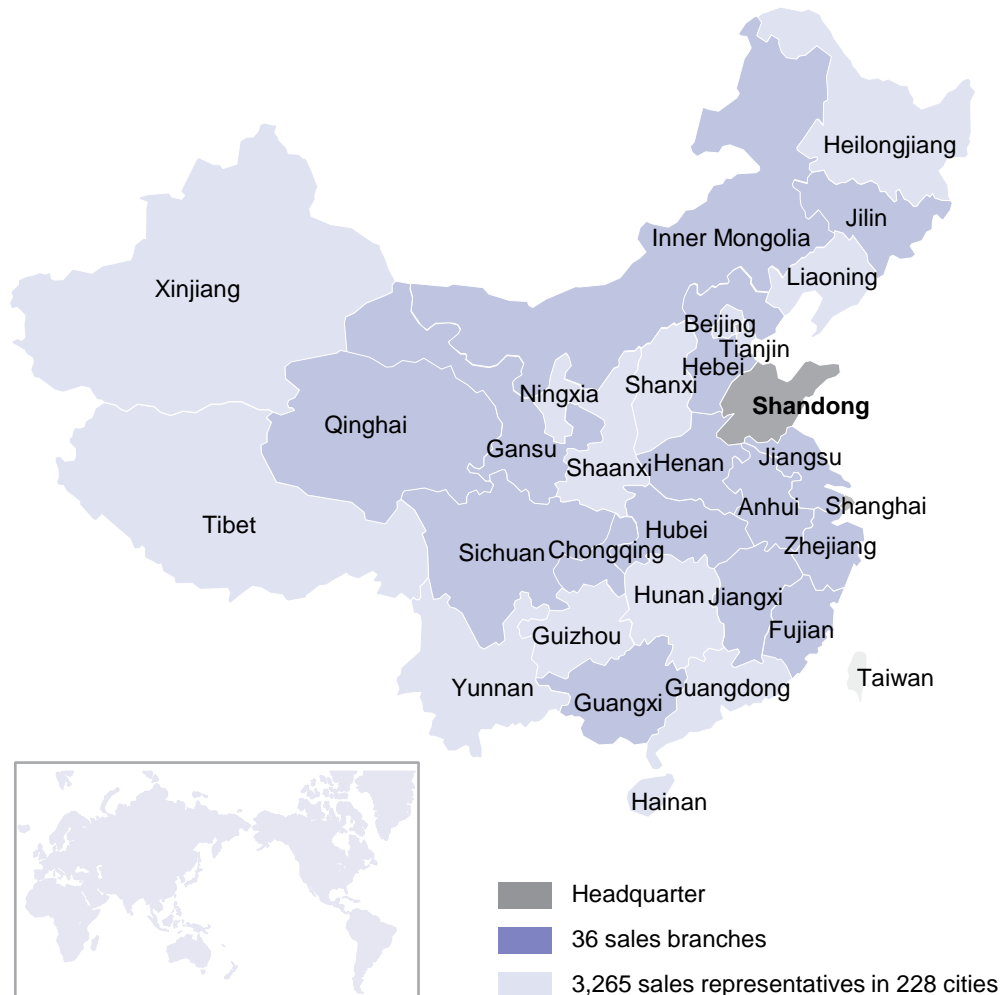 Heilongjiang
Jilin
Inner Mongolia
Liaoning
Xinjiang
Beijing
Tianjin
Hebei
Shanxi
Ningxia
Shandong
Qinghai
Gansu
Shaanxi
Henan
Jiangsu
Anhui
Shanghai
Tibet
Hubei
Sichuan
Chongqing
Zhejiang
Hunan
Jiangxi
Guizhou
Fujian
Yunnan
Guangxi
Guangdong
Taiwan
Hainan
Headquarter
36 sales branches
3,265 sales representatives in 228 cities